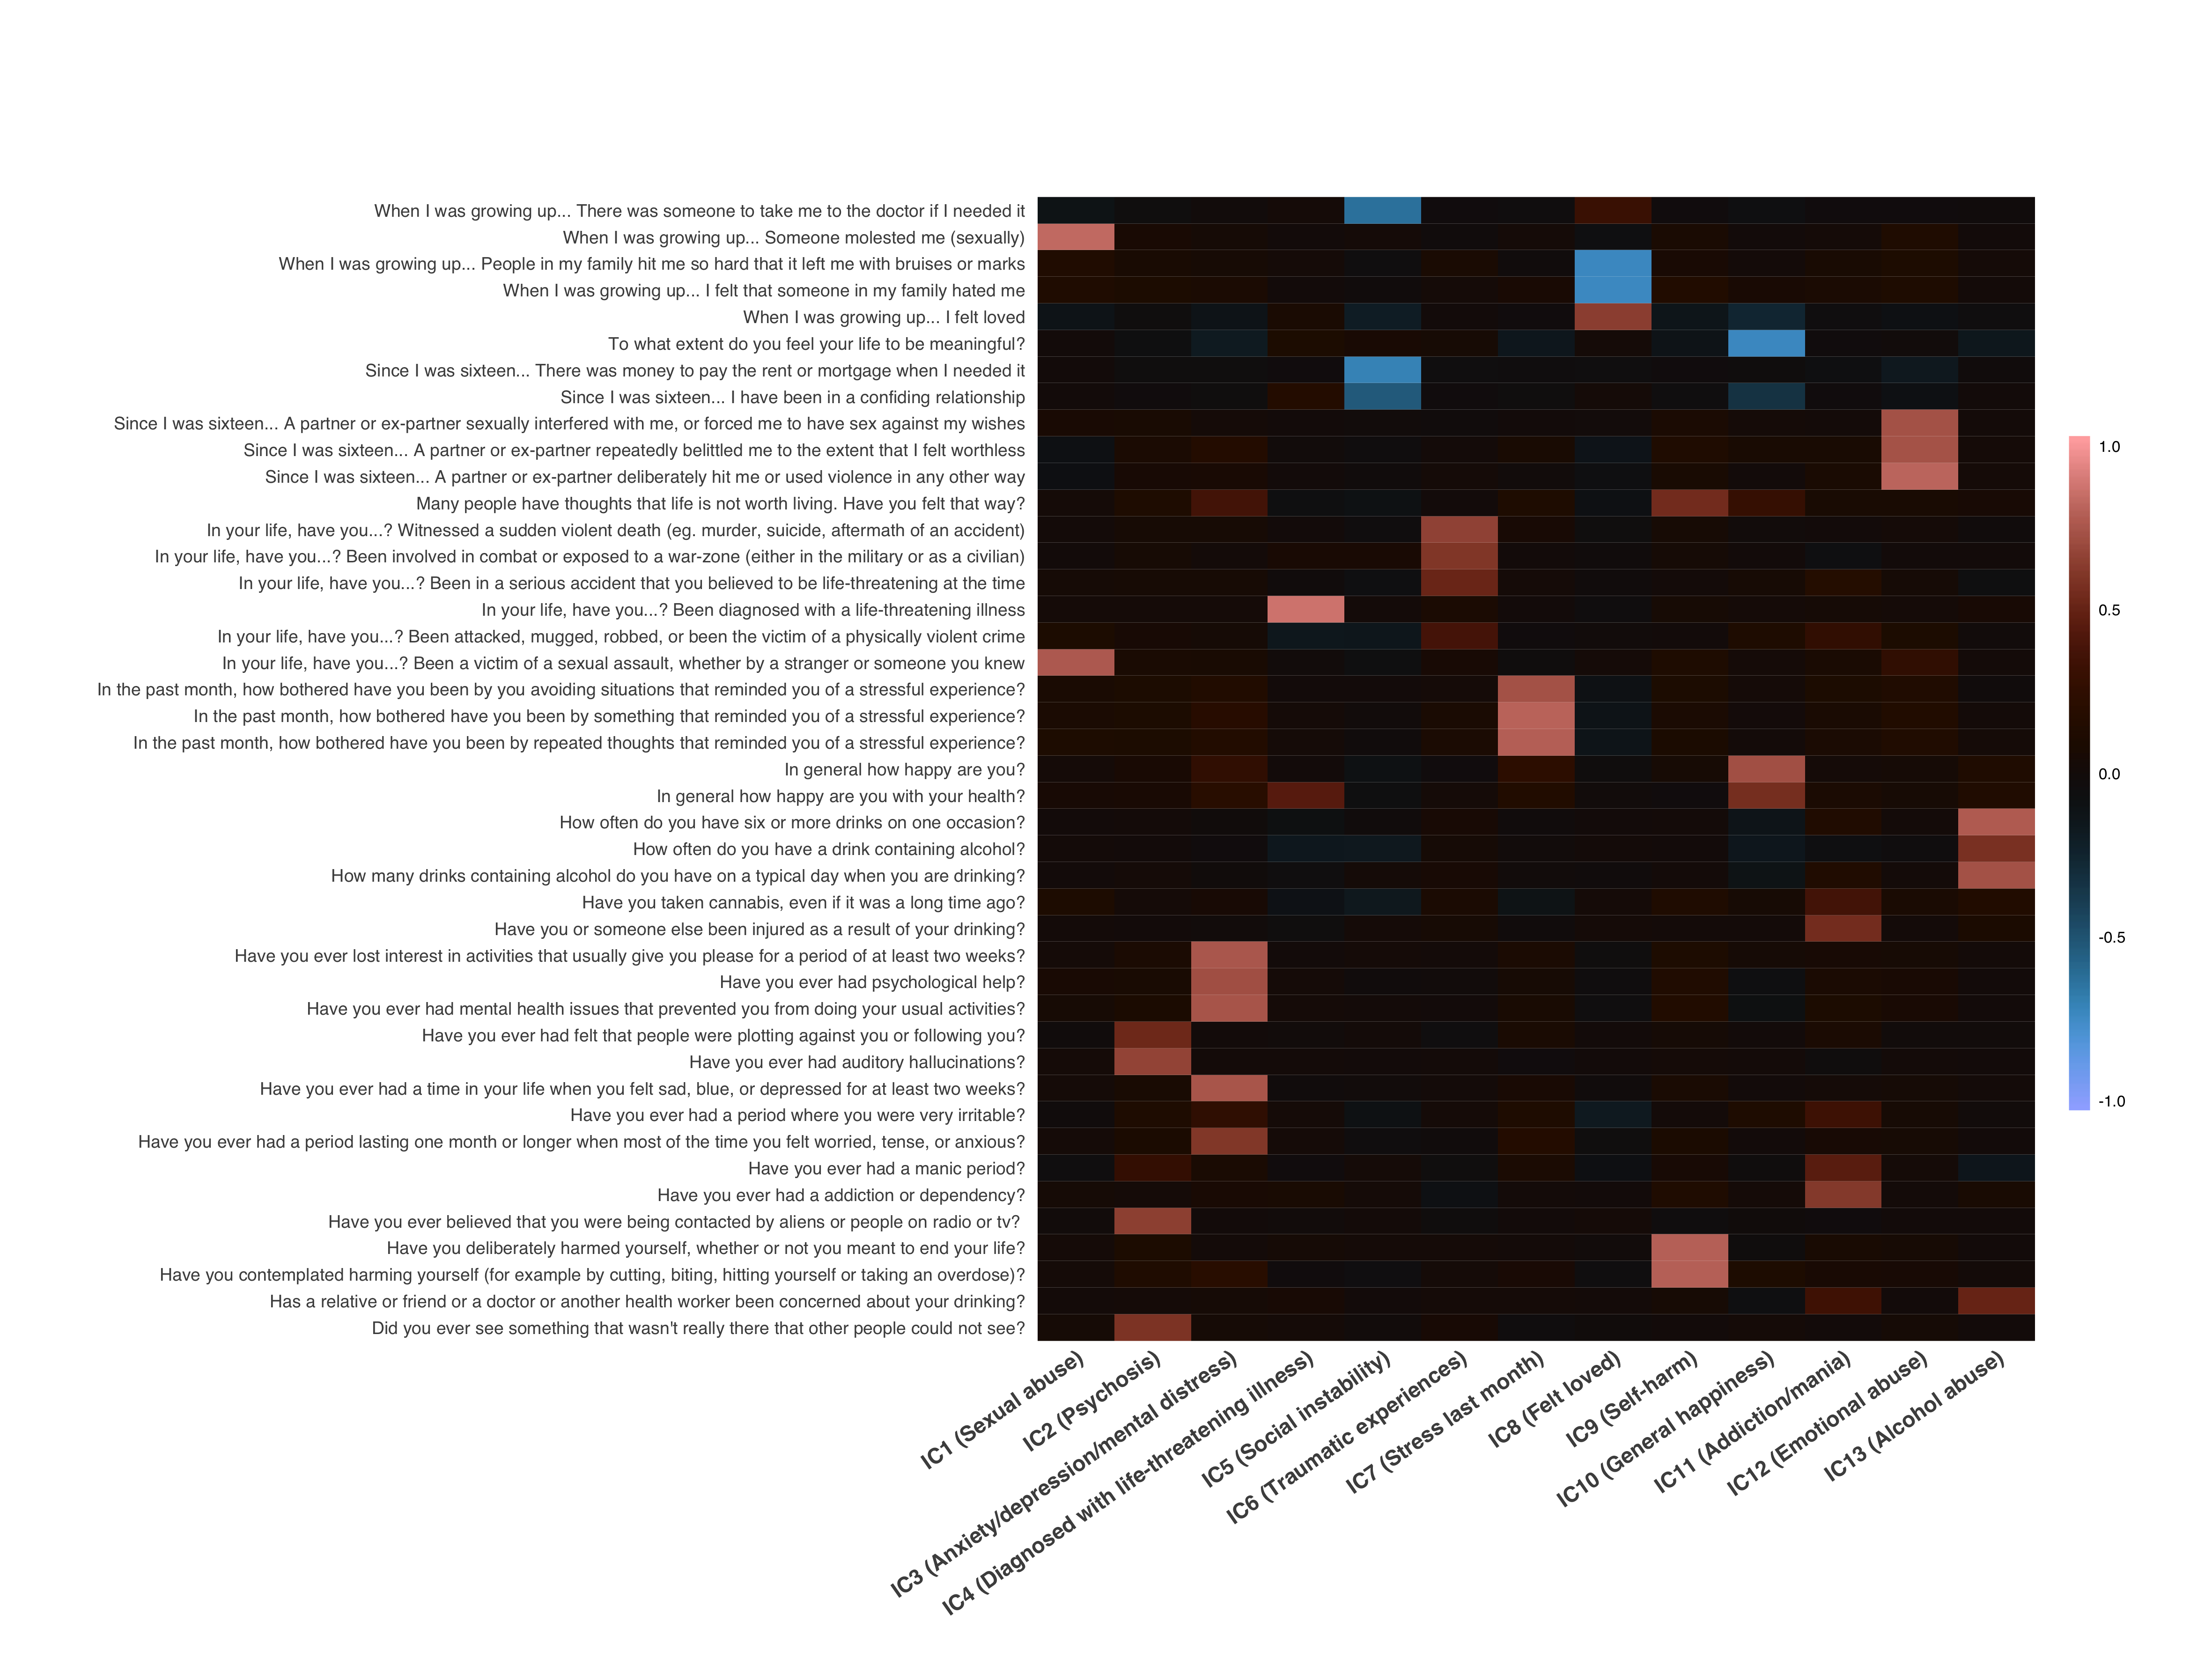 When I was growing up... There was someone to take me to the doctor if I needed it
When I was growing up... Someone molested me (sexually)
When I was growing up... People in my family hit me so hard that it left me with bruises or marks
When I was growing up... I felt that someone in my family hated me
When I was growing up... I felt loved
To what extent do you feel your life to be meaningful?
Since I was sixteen... There was money to pay the rent or mortgage when I needed it
Since I was sixteen... I have been in a confiding relationship
Since I was sixteen... A partner or ex-partner sexually interfered with me, or forced me to have sex against my wishes
Since I was sixteen... A partner or ex-partner repeatedly belittled me to the extent that I felt worthless
Since I was sixteen... A partner or ex-partner deliberately hit me or used violence in any other way
Many people have thoughts that life is not worth living. Have you felt that way?
In your life, have you...? Witnessed a sudden violent death (eg. murder, suicide, aftermath of an accident)
In your life, have you...? Been involved in combat or exposed to a war-zone (either in the military or as a civilian)
In your life, have you...? Been in a serious accident that you believed to be life-threatening at the time
In your life, have you...? Been diagnosed with a life-threatening illness
In your life, have you...? Been attacked, mugged, robbed, or been the victim of a physically violent crime
In your life, have you...? Been a victim of a sexual assault, whether by a stranger or someone you knew
In the past month, how bothered have you been by you avoiding situations that reminded you of a stressful experience?
In the past month, how bothered have you been by something that reminded you of a stressful experience?
In the past month, how bothered have you been by repeated thoughts that reminded you of a stressful experience?
In general how happy are you?
In general how happy are you with your health?
How often do you have six or more drinks on one occasion?
How often do you have a drink containing alcohol?
How many drinks containing alcohol do you have on a typical day when you are drinking?
Have you taken cannabis, even if it was a long time ago?
Have you or someone else been injured as a result of your drinking?
Have you ever lost interest in activities that usually give you please for a period of at least two weeks?
Have you ever had psychological help?
Have you ever had mental health issues that prevented you from doing your usual activities?
Have you ever had felt that people were plotting against you or following you?
Have you ever had auditory hallucinations?
Have you ever had a time in your life when you felt sad, blue, or depressed for at least two weeks?
Have you ever had a period where you were very irritable?
Have you ever had a period lasting one month or longer when most of the time you felt worried, tense, or anxious?
Have you ever had a manic period?
Have you ever had a addiction or dependency?
Have you ever believed that you were being contacted by aliens or people on radio or tv?
Have you deliberately harmed yourself, whether or not you meant to end your life?
Have you contemplated harming yourself (for example by cutting, biting, hitting yourself or taking an overdose)?
Has a relative or friend or a doctor or another health worker been concerned about your drinking?
Did you ever see something that wasn't really there that other people could not see?
IC1 (Sexual abuse)
IC2 (Psychosis)
IC3 (Anxiety/depression/mental distress)
IC4 (Diagnosed with life-threatening illness)
IC5 (Social instability)
IC6 (Traumatic experiences)
IC7 (Stress last month)
IC8 (Felt loved)
IC9 (Self-harm)
IC10 (General happiness)
IC11 (Addiction/mania)
IC12 (Emotional abuse)
IC13 (Alcohol abuse)
1.0
0.5
0.0
-0.5
-1.0